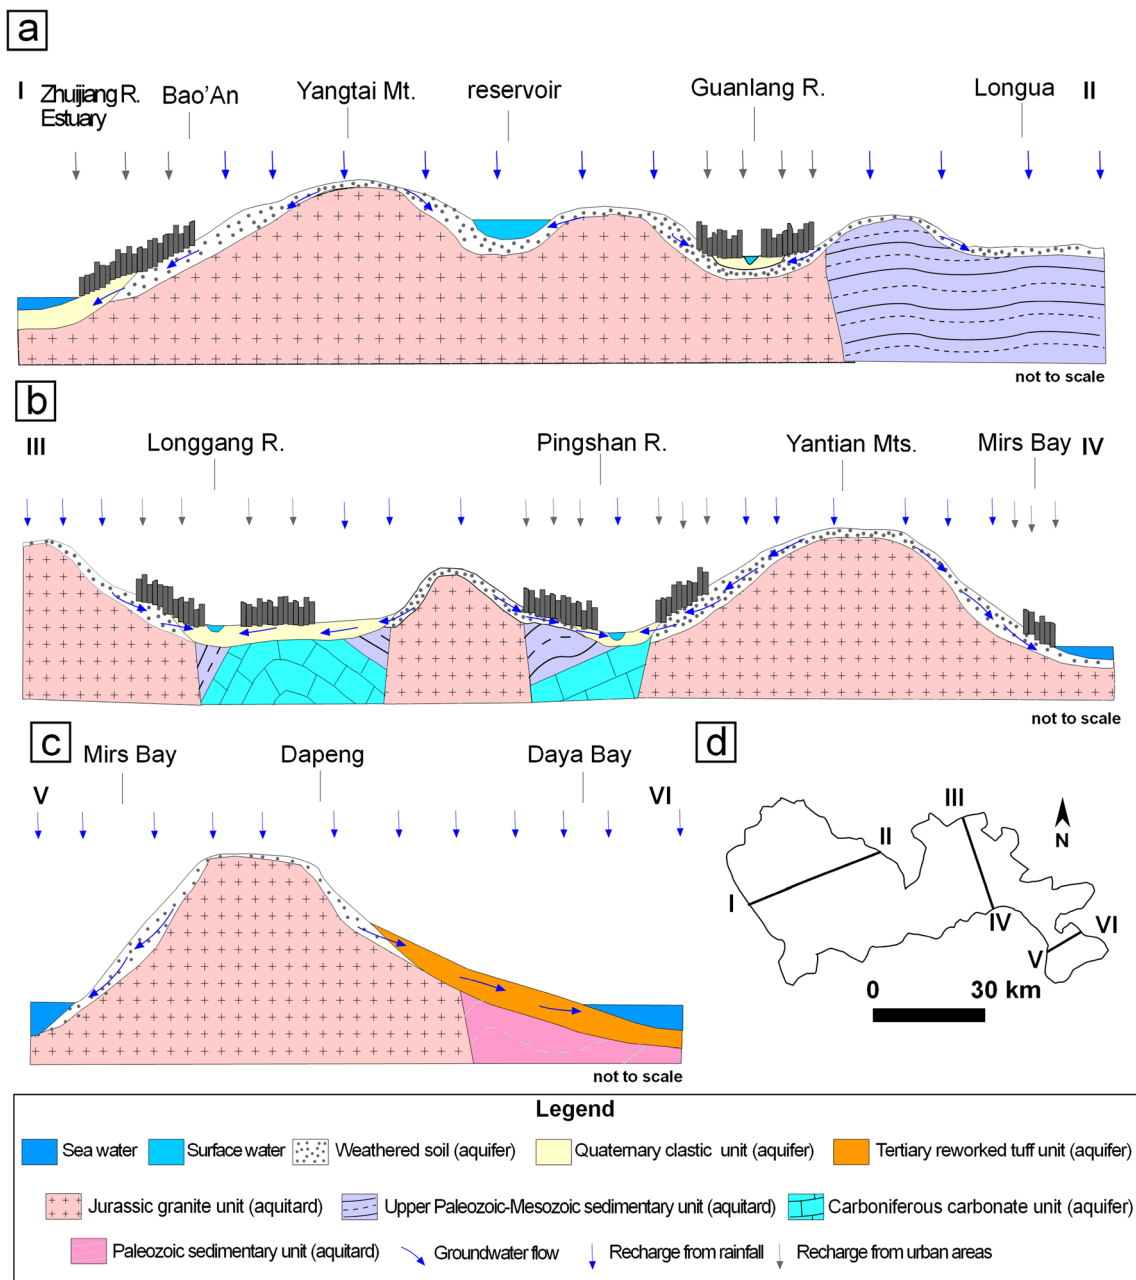 a
I Zhuijiang R. Estuary Bao'An Yangtai Mt. reservoir Guanlang R. Longua II
not to scale
b
III Longgang R. Pingshan R. Yantian Mts. Mirs Bay IV
not to scale
c
V Mirs Bay Dapeng Daya Bay VI
not to scale
d
I II III IV V VI
N
0 30 km
Legend
Sea water Surface water Weathered soil (aquifer) Quaternary clastic unit (aquifer) Tertiary reworked tuff unit (aquifer)
Jurassic granite unit (aquitard) Upper Paleozoic-Mesozoic sedimentary unit (aquitard) Carboniferous carbonate unit (aquifer)
Paleozoic sedimentary unit (aquitard) Groundwater flow Recharge from rainfall Recharge from urban areas